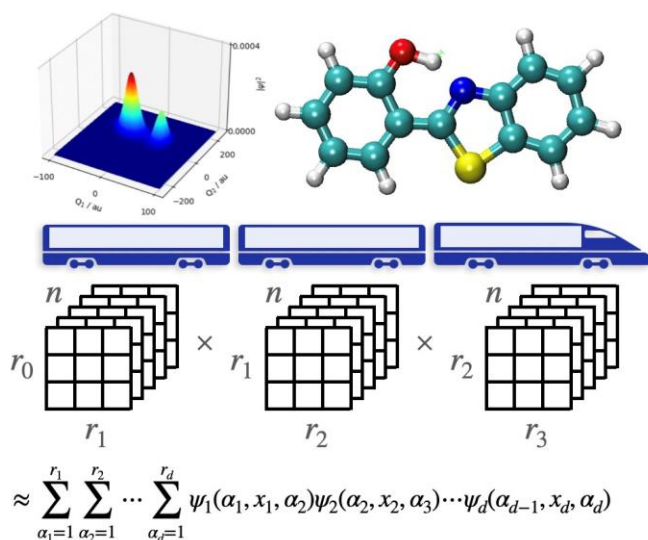 0.0004
|ψ|²
0.0000
200
0
-200
Q₂ / au
-100
0
100
Q₁ / au
n
n
n
r₀
×
r₁
×
r₂
r₁
r₂
r₃
≈ ∑_{α₁=1}^{r₁} ∑_{α₂=1}^{r₂} ⋯ ∑_{α_d=1}^{r_d} ψ₁(α₁, x₁, α₂)ψ₂(α₂, x₂, α₃)⋯ψ_d(α_{d−1}, x_d, α_d)